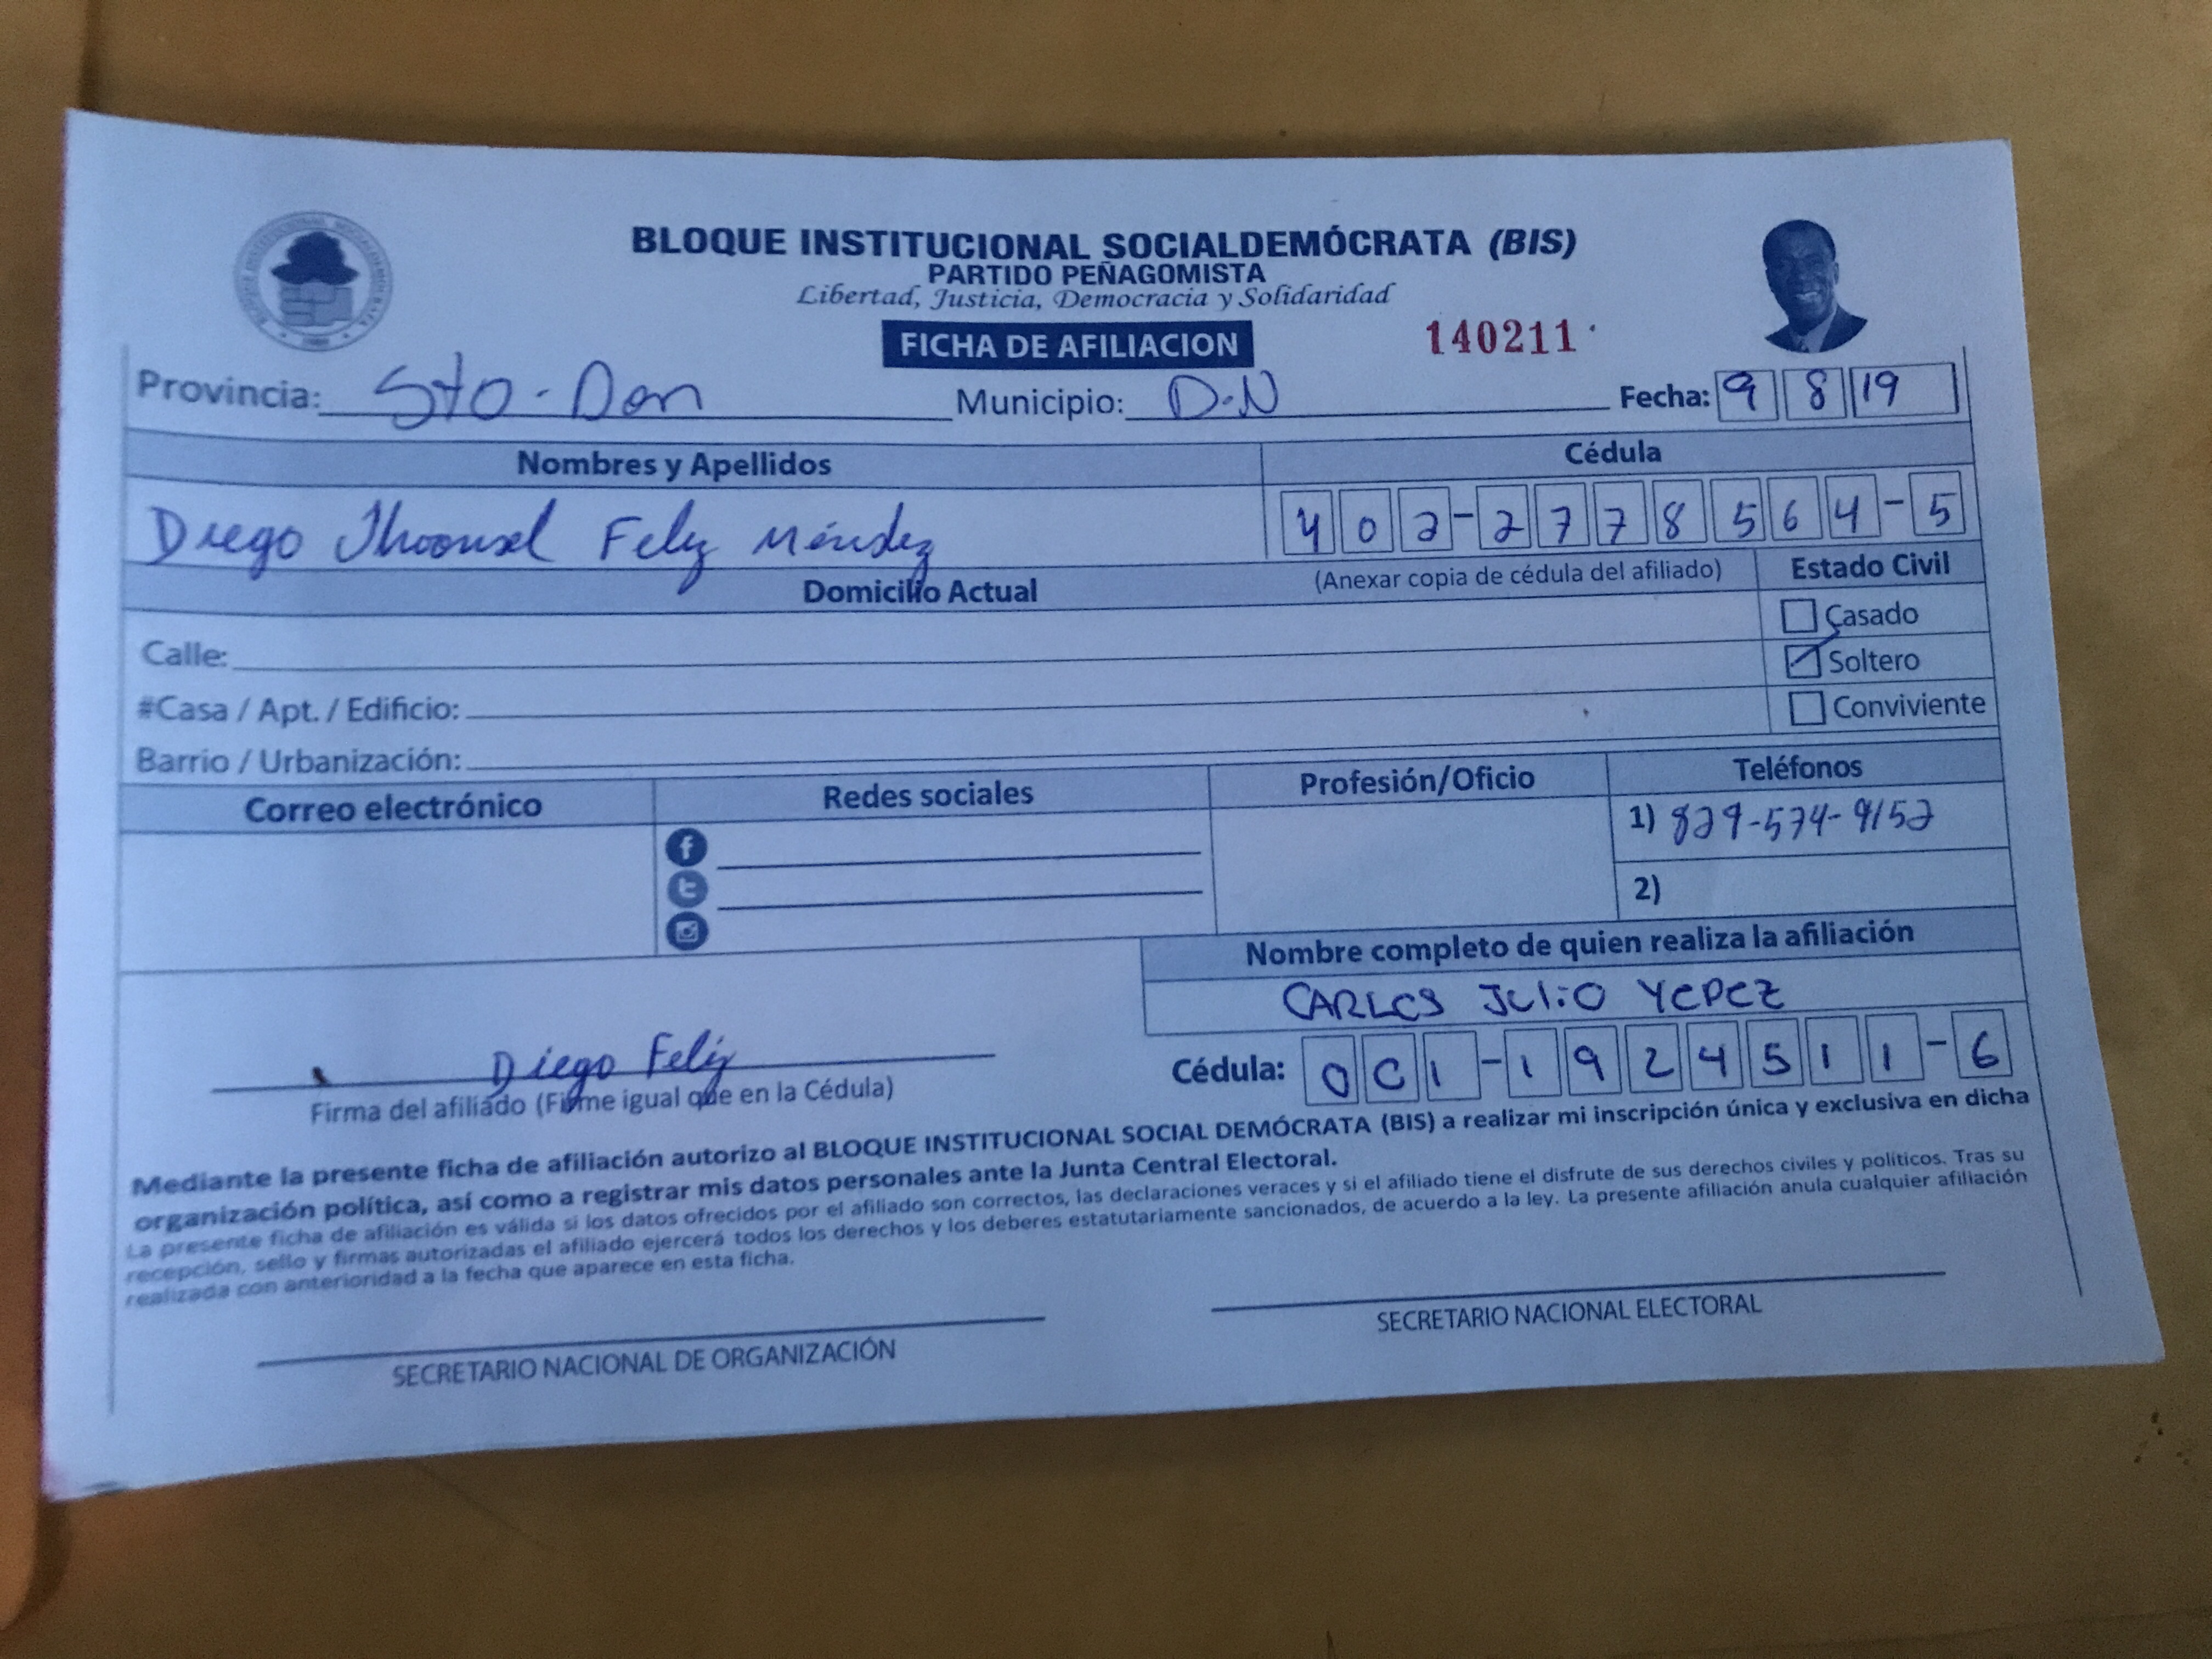 BLOQUE INSTITUCIONAL SOCIALDEMÓCRATA (BIS)
PARTIDO PEÑAGOMISTA
Libertad, Justicia, Democracia y Solidaridad
FICHA DE AFILIACION 140211
Provincia: Sto-Dom Municipio: D.N Fecha: 9 8 19
Nombres y Apellidos Cédula
Diego Feliz Méndez 402-2778564-5
Domicilio Actual (Anexar copia de cédula del afiliado) Estado Civil
Casado
Calle: Soltero
#Casa / Apt. / Edificio: Conviviente
Barrio / Urbanización:
Correo electrónico Redes sociales Profesión/Oficio Teléfonos
1) 829-574-9152
2)
Nombre completo de quien realiza la afiliación
CARLOS JULIO YEPEZ
Diego Feliz Cédula: 001-1924511-6
Firma del afiliado (Firme igual que en la Cédula)
Mediante la presente ficha de afiliación autorizo al BLOQUE INSTITUCIONAL SOCIAL DEMÓCRATA (BIS) a realizar mi inscripción única y exclusiva en dicha
organización política, así como a registrar mis datos personales ante la Junta Central Electoral.
La presente ficha de afiliación es válida si los datos ofrecidos por el afiliado son correctos, las declaraciones veraces y si el afiliado tiene el disfrute de sus derechos civiles y políticos. Tras su
recepción, sello y firmas autorizadas el afiliado ejercerá todos los derechos y los deberes estatutariamente sancionados, de acuerdo a la ley. La presente afiliación anula cualquier afiliación
realizada con anterioridad a la fecha que aparece en esta ficha.
SECRETARIO NACIONAL DE ORGANIZACIÓN SECRETARIO NACIONAL ELECTORAL